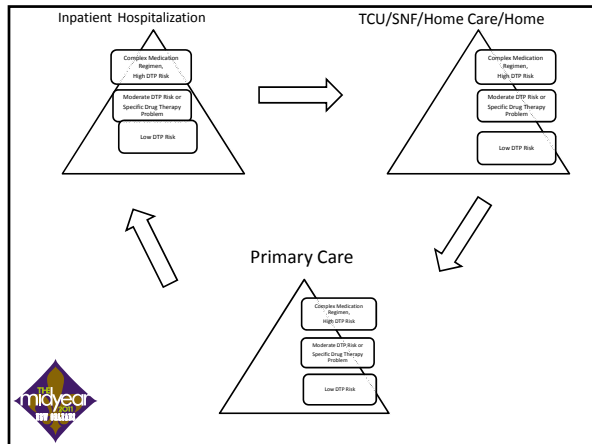 Inpatient Hospitalization
Complex Medication
Regimen,
High DTP Risk
Moderate DTP Risk or
Specific Drug Therapy
Problem
Low DTP Risk
TCU/SNF/Home Care/Home
Complex Medication
Regimen,
High DTP Risk
Moderate DTP Risk or
Specific Drug Therapy
Problem
Low DTP Risk
Primary Care
Complex Medication
Regimen,
High DTP Risk
Moderate DTP Risk or
Specific Drug Therapy
Problem
Low DTP Risk
THE
midyear
2011
NEW ORLEANS